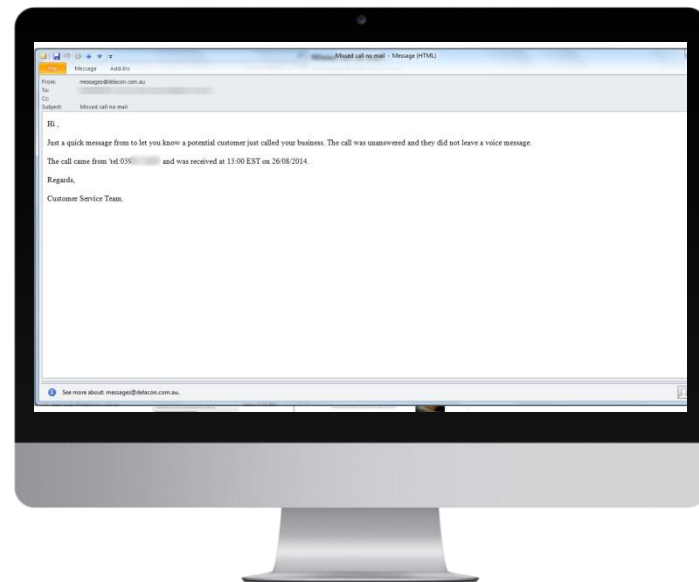 Missed call no mail - Message (HTML)
File Message Add-Ins
From: messages@delacon.com.au
To:
Cc:
Subject: Missed call no mail
Hi ,
Just a quick message from to let you know a potential customer just called your business. The call was unanswered and they did not leave a voice message.
The call came from 'tel:039 and was received at 13:00 EST on 26/08/2014.
Regards,
Customer Service Team.
See more about: messages@delacon.com.au.